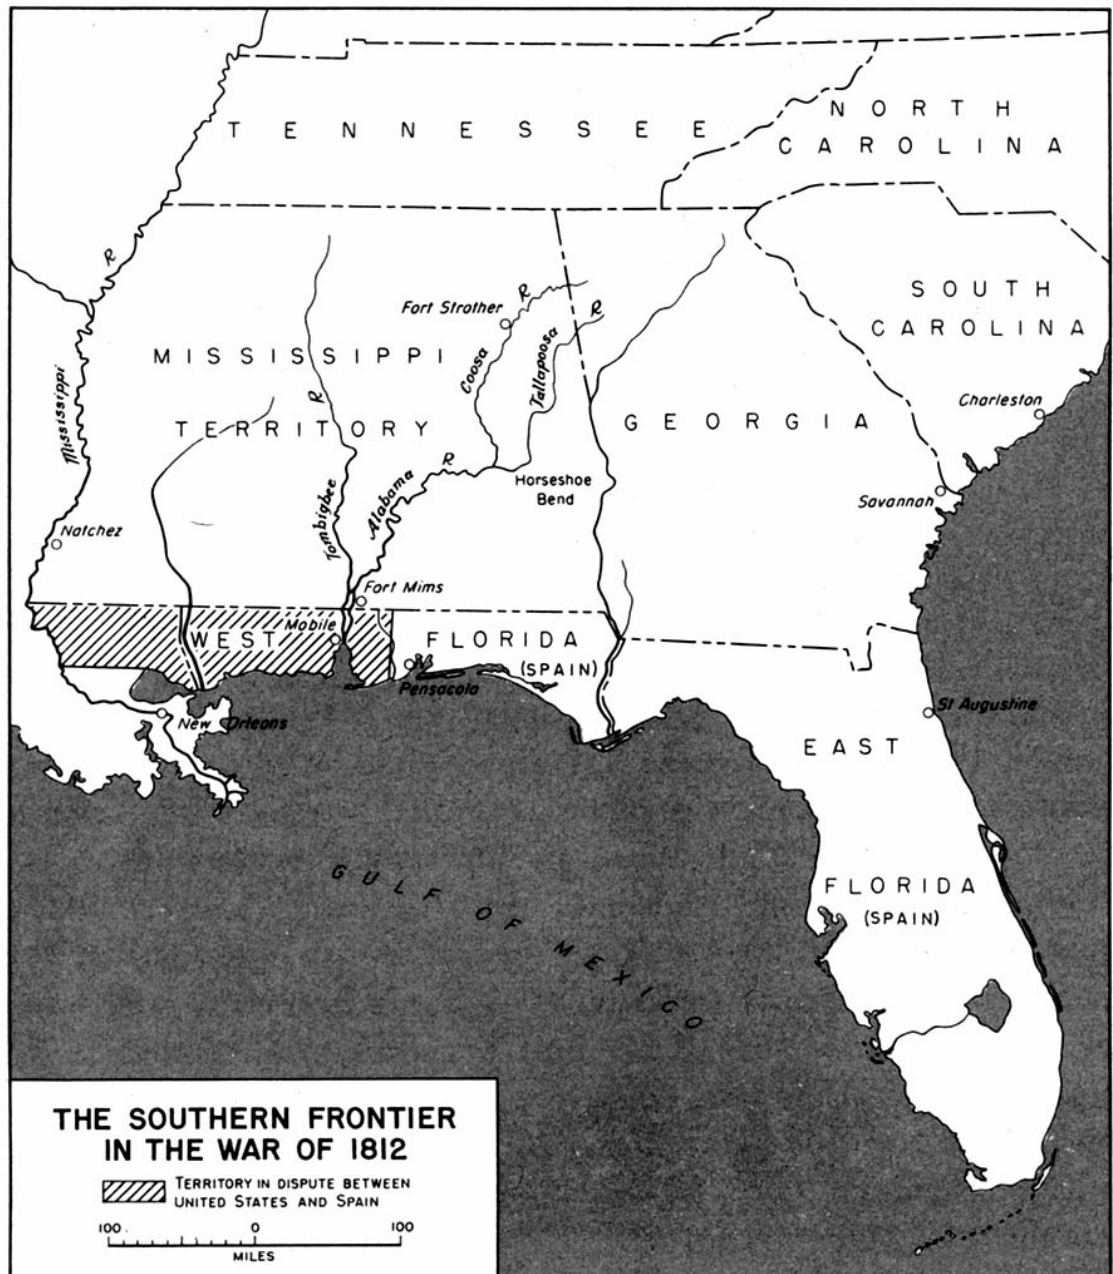 TENNESSEE
NORTH
CAROLINA
R
SOUTH
CAROLINA
Fort Strother
R
R
MISSISSIPPI
Coosa
Tallapoosa
Mississippi
R
Charleston
TERRITORY
GEORGIA
R
Alabama
Tombigbee
Horseshoe
Bend
Savannah
Natchez
Fort Mims
WEST
Mobile
FLORIDA
(SPAIN)
Pensacola
New Orleans
St Augustine
EAST
FLORIDA
(SPAIN)
GULF OF MEXICO
THE SOUTHERN FRONTIER
IN THE WAR OF 1812
TERRITORY IN DISPUTE BETWEEN
UNITED STATES AND SPAIN
100 0 100
MILES